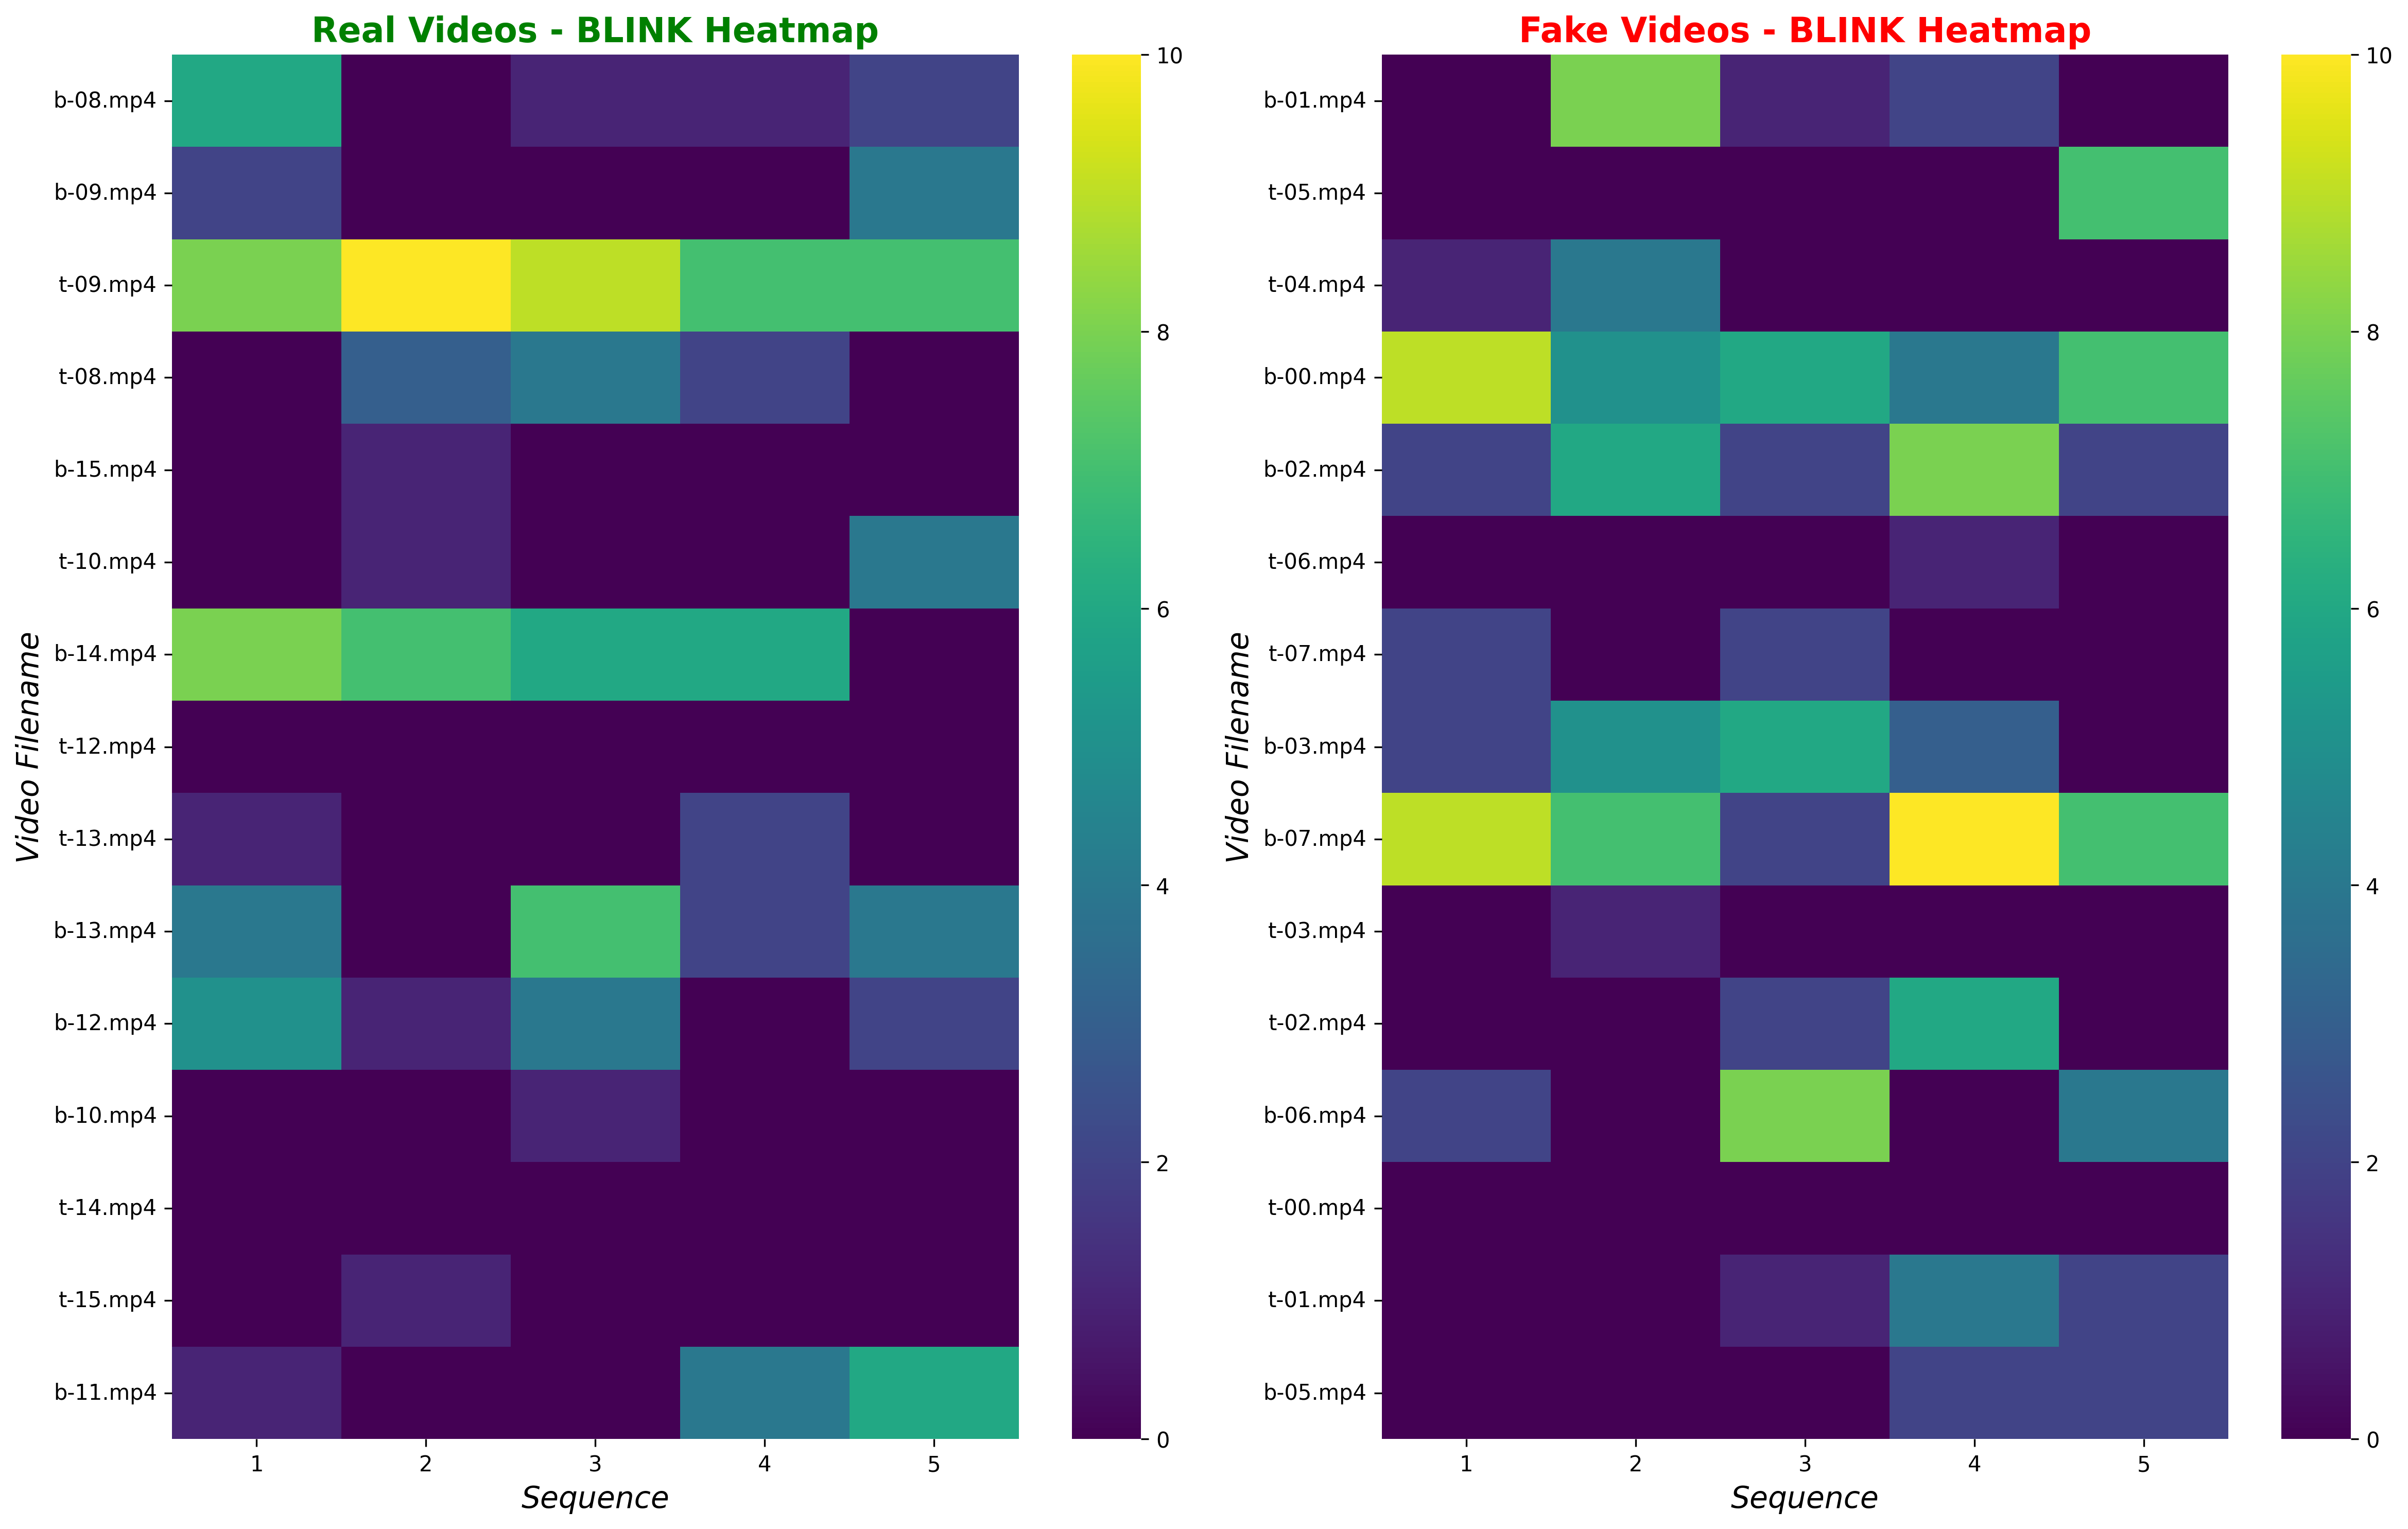 Real Videos - BLINK Heatmap
b-08.mp4
b-09.mp4
t-09.mp4
t-08.mp4
b-15.mp4
t-10.mp4
b-14.mp4
t-12.mp4
t-13.mp4
b-13.mp4
b-12.mp4
b-10.mp4
t-14.mp4
t-15.mp4
b-11.mp4
Video Filename
1 2 3 4 5
Sequence
10
8
6
4
2
0
Fake Videos - BLINK Heatmap
b-01.mp4
t-05.mp4
t-04.mp4
b-00.mp4
b-02.mp4
t-06.mp4
t-07.mp4
b-03.mp4
b-07.mp4
t-03.mp4
t-02.mp4
b-06.mp4
t-00.mp4
t-01.mp4
b-05.mp4
Video Filename
1 2 3 4 5
Sequence
10
8
6
4
2
0